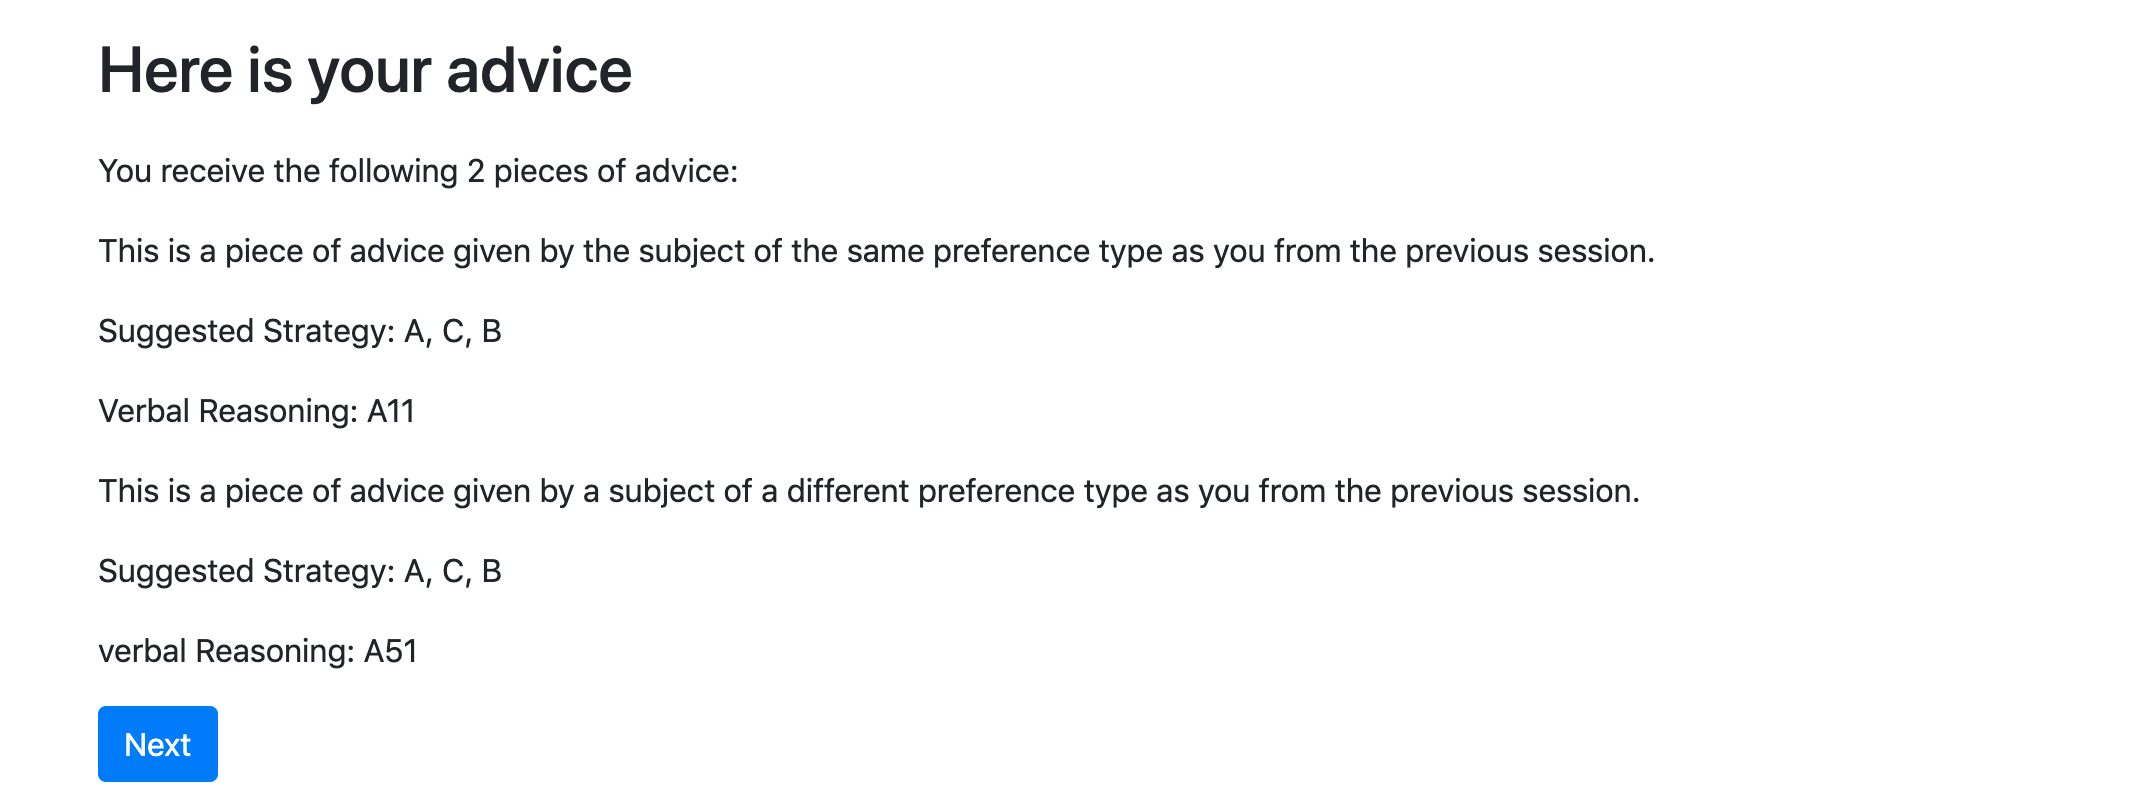 Here is your advice
You receive the following 2 pieces of advice:
This is a piece of advice given by the subject of the same preference type as you from the previous session.
Suggested Strategy: A, C, B
Verbal Reasoning: A11
This is a piece of advice given by a subject of a different preference type as you from the previous session.
Suggested Strategy: A, C, B
verbal Reasoning: A51
Next